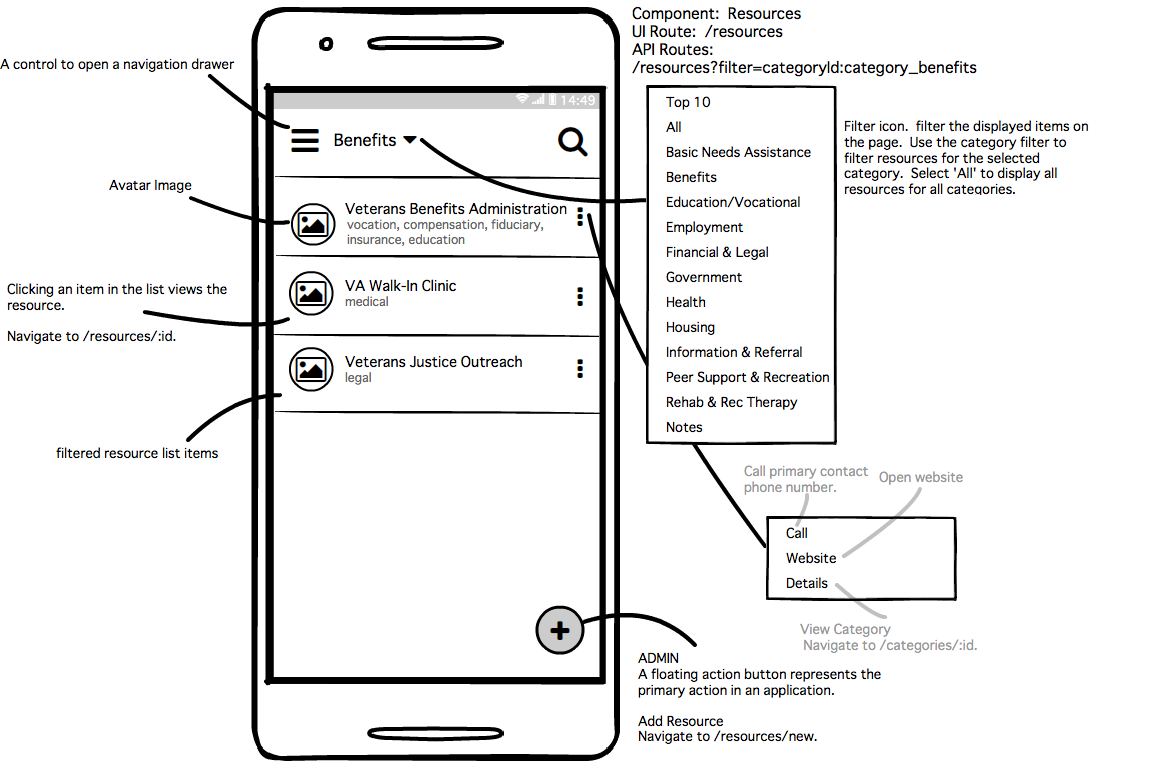 Component:  Resources
UI Route:  /resources
API Routes:
/resources?filter=categoryId:category_benefits
A control to open a navigation drawer
14:49
Benefits
Avatar Image
Veterans Benefits Administration
vocation, compensation, fiduciary,
insurance, education
Clicking an item in the list views the
resource.
Navigate to /resources/:id.
VA Walk-In Clinic
medical
Veterans Justice Outreach
legal
filtered resource list items
Top 10
All
Basic Needs Assistance
Benefits
Education/Vocational
Employment
Financial & Legal
Government
Health
Housing
Information & Referral
Peer Support & Recreation
Rehab & Rec Therapy
Notes
Filter icon.  filter the displayed items on
the page.  Use the category filter to
filter resources for the selected
category.  Select 'All' to display all
resources for all categories.
Call primary contact
phone number.
Open website
Call
Website
Details
View Category
Navigate to /categories/:id.
ADMIN
A floating action button represents the
primary action in an application.
Add Resource
Navigate to /resources/new.